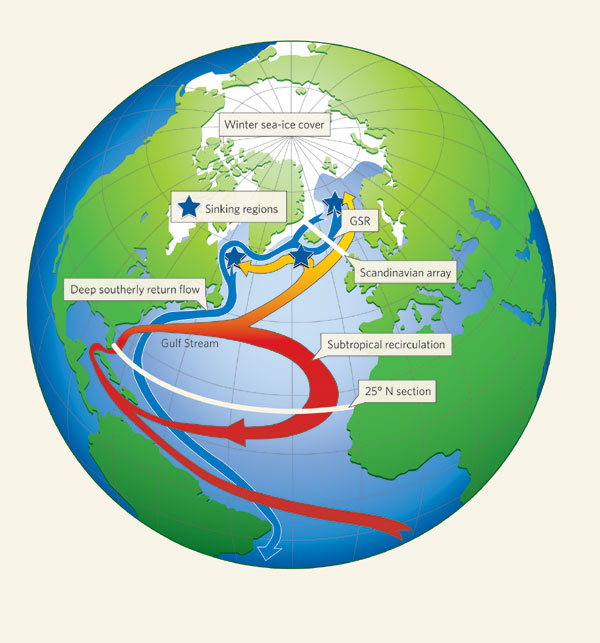 Winter sea-ice cover
Sinking regions
GSR
Scandinavian array
Deep southerly return flow
Gulf Stream
Subtropical recirculation
25° N section